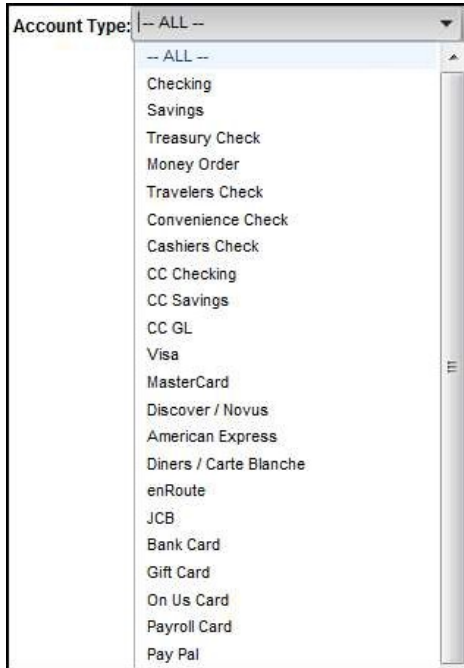 Account Type: -- ALL --
-- ALL --
Checking
Savings
Treasury Check
Money Order
Travelers Check
Convenience Check
Cashiers Check
CC Checking
CC Savings
CC GL
Visa
MasterCard
Discover / Novus
American Express
Diners / Carte Blanche
enRoute
JCB
Bank Card
Gift Card
On Us Card
Payroll Card
Pay Pal